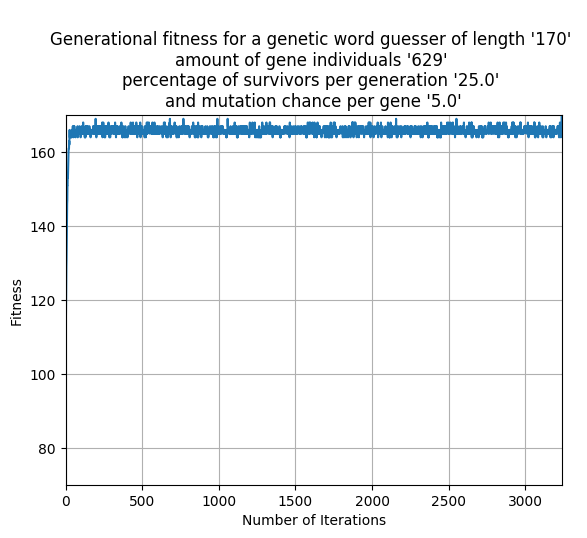 Generational fitness for a genetic word guesser of length '170'
amount of gene individuals '629'
percentage of survivors per generation '25.0'
and mutation chance per gene '5.0'
160
140
120
100
80
Fitness
0 500 1000 1500 2000 2500 3000
Number of Iterations